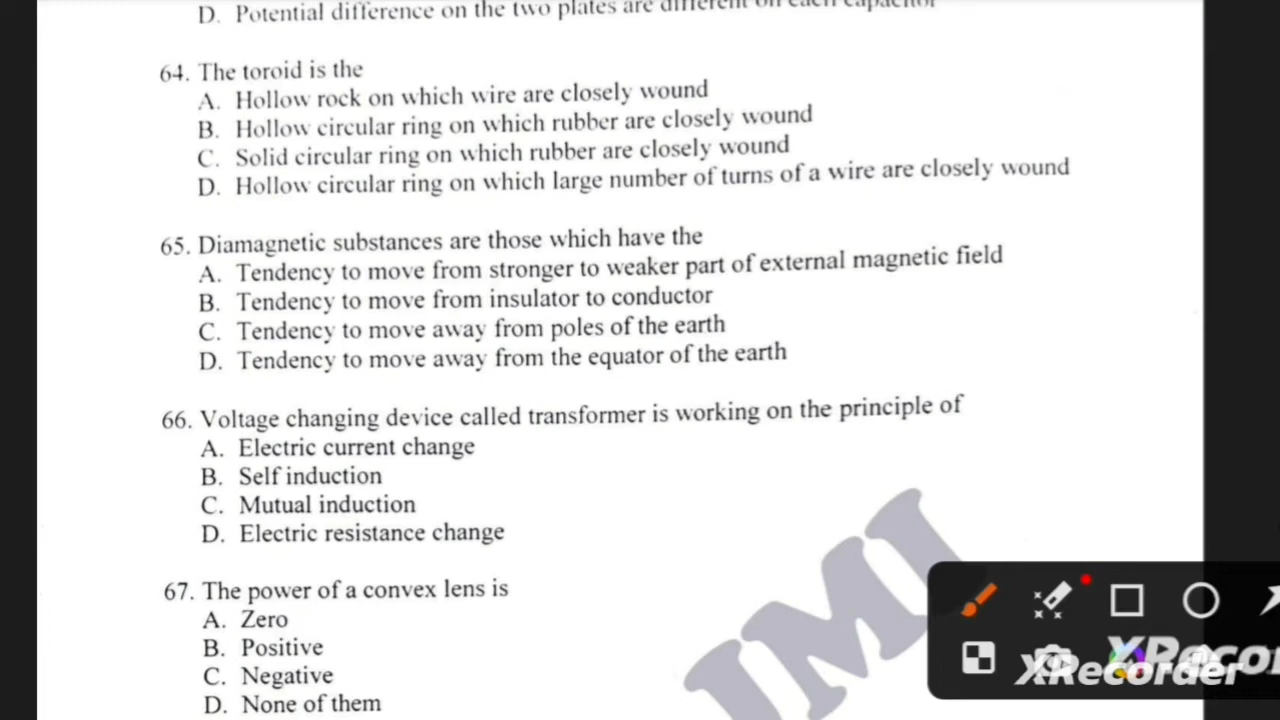 D. Potential difference on the two plates are different on each capacitor
64. The toroid is the
A. Hollow rock on which wire are closely wound
B. Hollow circular ring on which rubber are closely wound
C. Solid circular ring on which rubber are closely wound
D. Hollow circular ring on which large number of turns of a wire are closely wound
65. Diamagnetic substances are those which have the
A. Tendency to move from stronger to weaker part of external magnetic field
B. Tendency to move from insulator to conductor
C. Tendency to move away from poles of the earth
D. Tendency to move away from the equator of the earth
66. Voltage changing device called transformer is working on the principle of
A. Electric current change
B. Self induction
C. Mutual induction
D. Electric resistance change
67. The power of a convex lens is
A. Zero
B. Positive
C. Negative
D. None of them
XRecorder